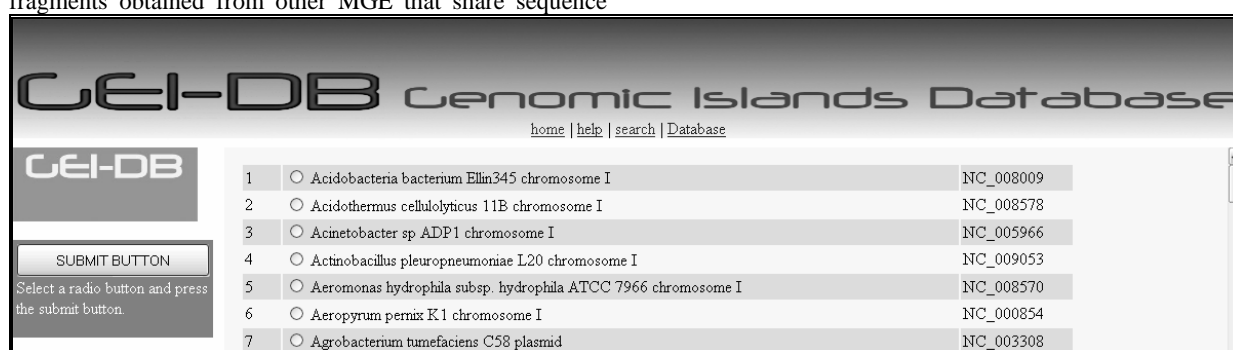 fragments obtained from other MGE that share sequence
GEI-DB Genomic Islands Database
home | help | search | Database
GEI-DB
SUBMIT BUTTON
Select a radio button and press
the submit button.
1 Acidobacteria bacterium Ellin345 chromosome I NC_008009
2 Acidothermus cellulolyticus 11B chromosome I NC_008578
3 Acinetobacter sp ADP1 chromosome I NC_005966
4 Actinobacillus pleuropneumoniae L20 chromosome I NC_009053
5 Aeromonas hydrophila subsp. hydrophila ATCC 7966 chromosome I NC_008570
6 Aeropyrum pernix K1 chromosome I NC_000854
7 Agrobacterium tumefaciens C58 plasmid NC_003308